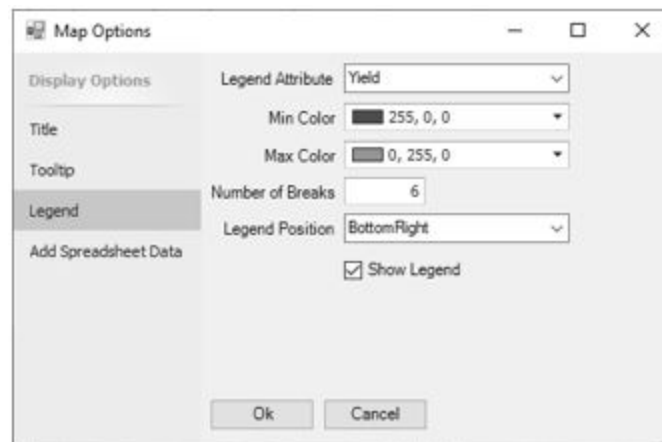 Map Options
Display Options
Title
Tooltip
Legend
Add Spreadsheet Data
Legend Attribute Yield
Min Color 255, 0, 0
Max Color 0, 255, 0
Number of Breaks 6
Legend Position BottomRight
Show Legend
Ok Cancel